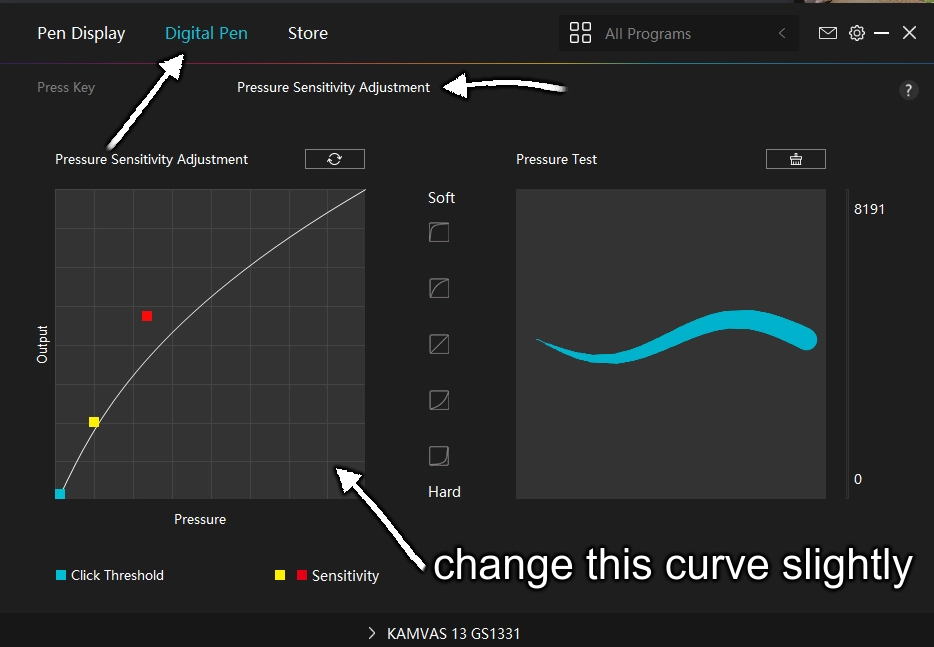 Pen Display Digital Pen Store All Programs
Press Key Pressure Sensitivity Adjustment ?
Pressure Sensitivity Adjustment
Pressure Test
Soft
8191
Output
0
Hard
Pressure
change this curve slightly
Click Threshold Sensitivity
KAMVAS 13 GS1331